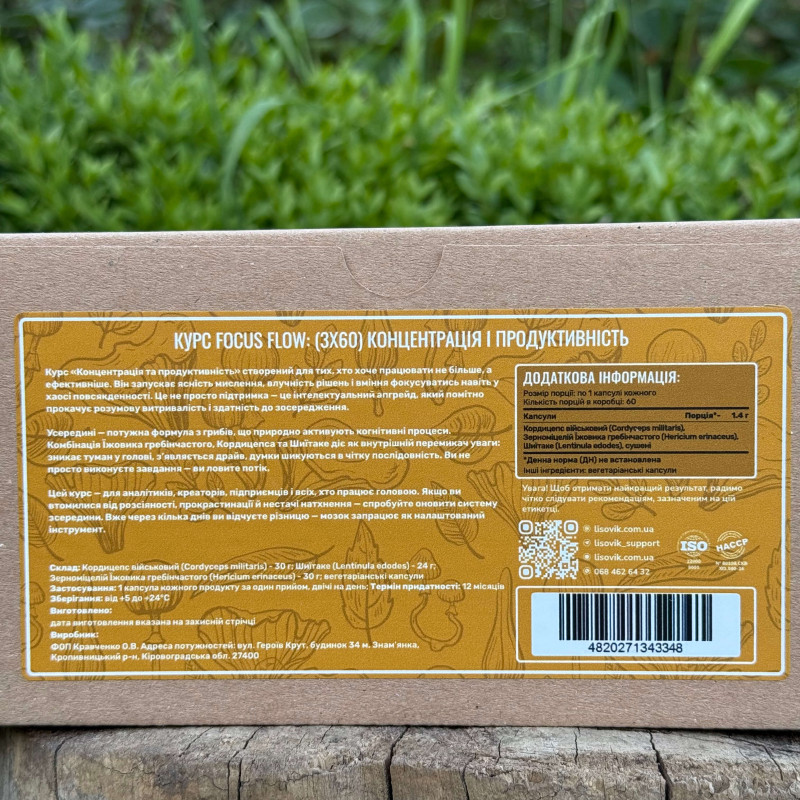 КУРС FOCUS FLOW: (3X60) КОНЦЕНТРАЦІЯ І ПРОДУКТИВНІСТЬ
Курс «Концентрація та продуктивність» створений для тих, хто хоче працювати не більше, а
ефективніше. Він запускає ясність мислення, влучність рішень і вміння фокусуватись навіть у
хаосі повсякденності. Це не просто підтримка — це інтелектуальний апгрейд, який помітно
прокачує розумову витривалість і здатність до зосередження.
Усередині – потужна формула з грибів, що природно активують когнітивні процеси.
Комбінація Їжовика гребінчастого, Кордицепса та Шиїтаке діє як внутрішній перемикач уваги:
зникає туман у голові, з'являється драйв, думки шикуються в чітку послідовність. Ви не
просто виконуєте завдання — ви ловите потік.
Цей курс — для аналітиків, креаторів, підприємців і всіх, хто працює головою. Якщо ви
втомилися від розсіяності, прокрастинації й нестачі натхнення — спробуйте оновити систему
зсередини. Вже через кілька днів ви відчуєте різницю — мозок запрацює як налаштований
інструмент.
Склад: Кордицепс військовий (Cordyceps militaris) - 30 г; Шиїтаке (Lentinula edodes) - 24 г;
Зерноміцелій Їжовика гребінчастого (Hericium erinaceus) - 30 г; вегетаріанські капсули
Застосування: 1 капсула кожного продукту за один прийом, двічі на день; Термін придатності: 12 місяців
Зберігання: від +5 до +24°C
Виготовлено:
дата виготовлення вказана на захисній стрічці
Виробник:
ФОП Кравченко О.В. Адреса потужностей: вул. Героїв Крут, будинок 34 м. Знам'янка,
Кропивницький р-н, Кіровоградська обл. 27400
ДОДАТКОВА ІНФОРМАЦІЯ:
Розмір порції: по 1 капсулі кожного
Кількість порцій в коробці: 60
Капсули Порція*- 1.4 г
Кордицепс військовий (Cordyceps militaris),
Зерноміцелій Їжовика гребінчастого (Hericium erinaceus),
Шиїтаке (Lentinula edodes), сушені
*Денна норма (ДН) не встановлена
Інші інгредієнти: вегетаріанські капсули
Увага! Щоб отримати найкращий результат, радимо
чітко слідувати рекомендаціям, зазначеним на цій
етикетці.
lisovik.com.ua
lisovik_support
lisovik.com.ua
068 462 64 32
ISO
HACCP
4820271343348